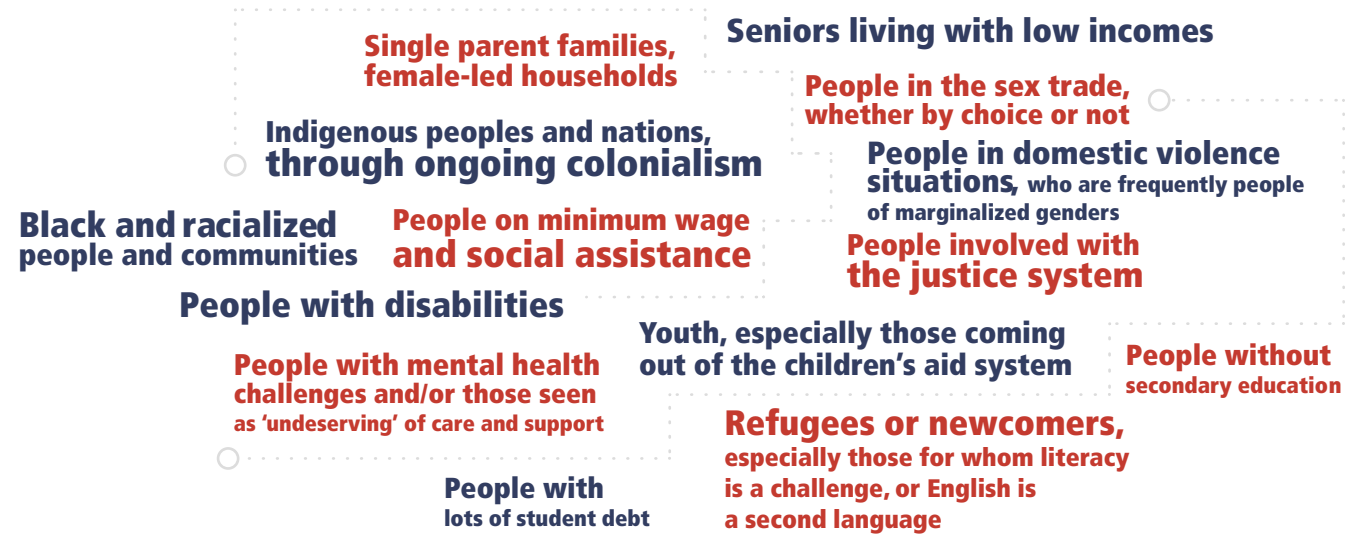 Single parent families,
female-led households
Seniors living with low incomes
People in the sex trade,
whether by choice or not
Indigenous peoples and nations,
through ongoing colonialism
People in domestic violence
situations, who are frequently people
of marginalized genders
Black and racialized
people and communities
People on minimum wage
and social assistance
People involved with
the justice system
People with disabilities
Youth, especially those coming
out of the children’s aid system
People without
secondary education
People with mental health
challenges and/or those seen
as ‘undeserving’ of care and support
Refugees or newcomers,
especially those for whom literacy
is a challenge, or English is
a second language
People with
lots of student debt